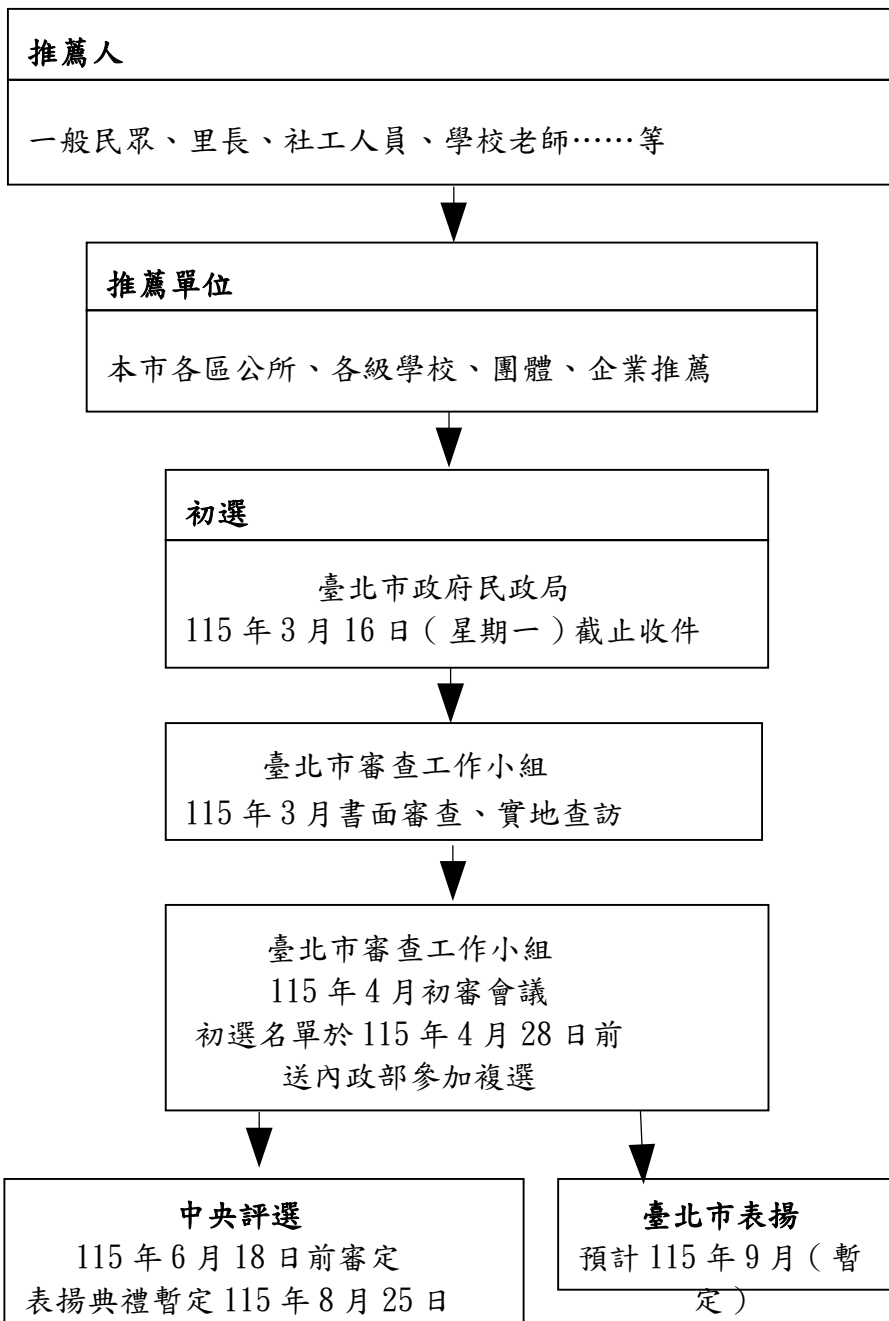 推薦人
一般民眾、里長、社工人員、學校老師……等
推薦單位
本市各區公所、各級學校、團體、企業推薦
初選
臺北市政府民政局
115 年 3 月 16 日（星期一）截止收件
臺北市審查工作小組
115 年 3 月書面審查、實地查訪
臺北市審查工作小組
115 年 4 月初審會議
初選名單於 115 年 4 月 28 日前
送內政部參加複選
中央評選
115 年 6 月 18 日前審定
表揚典禮暫定 115 年 8 月 25 日
臺北市表揚
預計 115 年 9 月（暫
定）